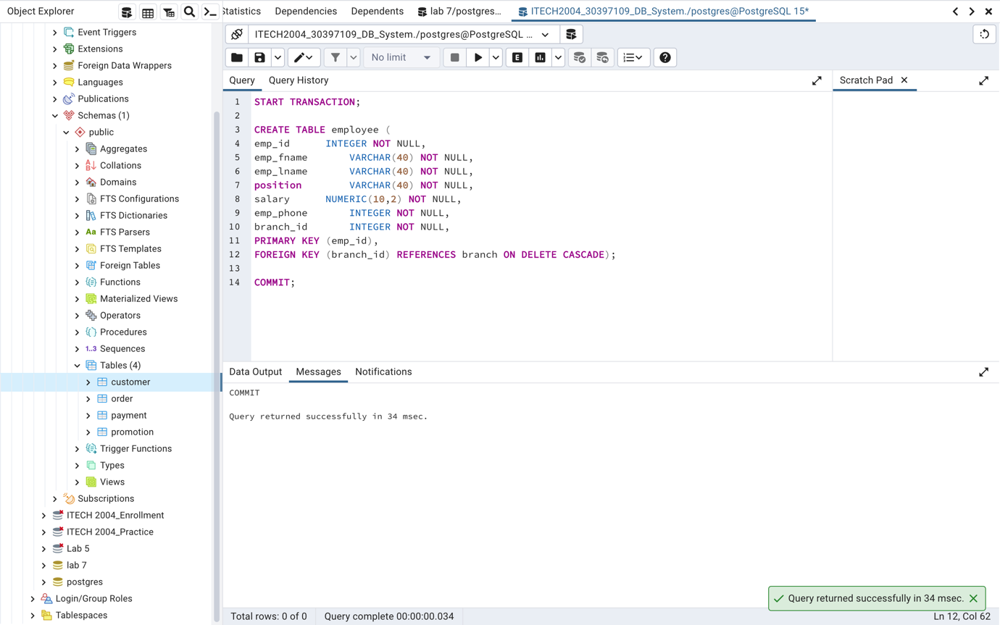 Object Explorer
Statistics Dependencies Dependents lab 7/postgres... ITECH2004_30397109_DB_System./postgres@PostgreSQL 15*
ITECH2004_30397109_DB_System./postgres@PostgreSQL ...
No limit
E
Query Query History
Scratch Pad
Event Triggers
Extensions
Foreign Data Wrappers
Languages
Publications
Schemas (1)
public
Aggregates
Collations
Domains
FTS Configurations
FTS Dictionaries
Aa FTS Parsers
FTS Templates
Foreign Tables
Functions
Materialized Views
Operators
Procedures
1..3 Sequences
Tables (4)
customer
order
payment
promotion
Trigger Functions
Types
Views
Subscriptions
ITECH 2004_Enrollment
ITECH 2004_Practice
Lab 5
lab 7
postgres
Login/Group Roles
Tablespaces
1 START TRANSACTION;
2
3 CREATE TABLE employee (
4 emp_id INTEGER NOT NULL,
5 emp_fname VARCHAR(40) NOT NULL,
6 emp_lname VARCHAR(40) NOT NULL,
7 position VARCHAR(40) NOT NULL,
8 salary NUMERIC(10,2) NOT NULL,
9 emp_phone INTEGER NOT NULL,
10 branch_id INTEGER NOT NULL,
11 PRIMARY KEY (emp_id),
12 FOREIGN KEY (branch_id) REFERENCES branch ON DELETE CASCADE);
13
14 COMMIT;
Data Output Messages Notifications
COMMIT
Query returned successfully in 34 msec.
Query returned successfully in 34 msec.
Total rows: 0 of 0 Query complete 00:00:00.034 Ln 12, Col 62